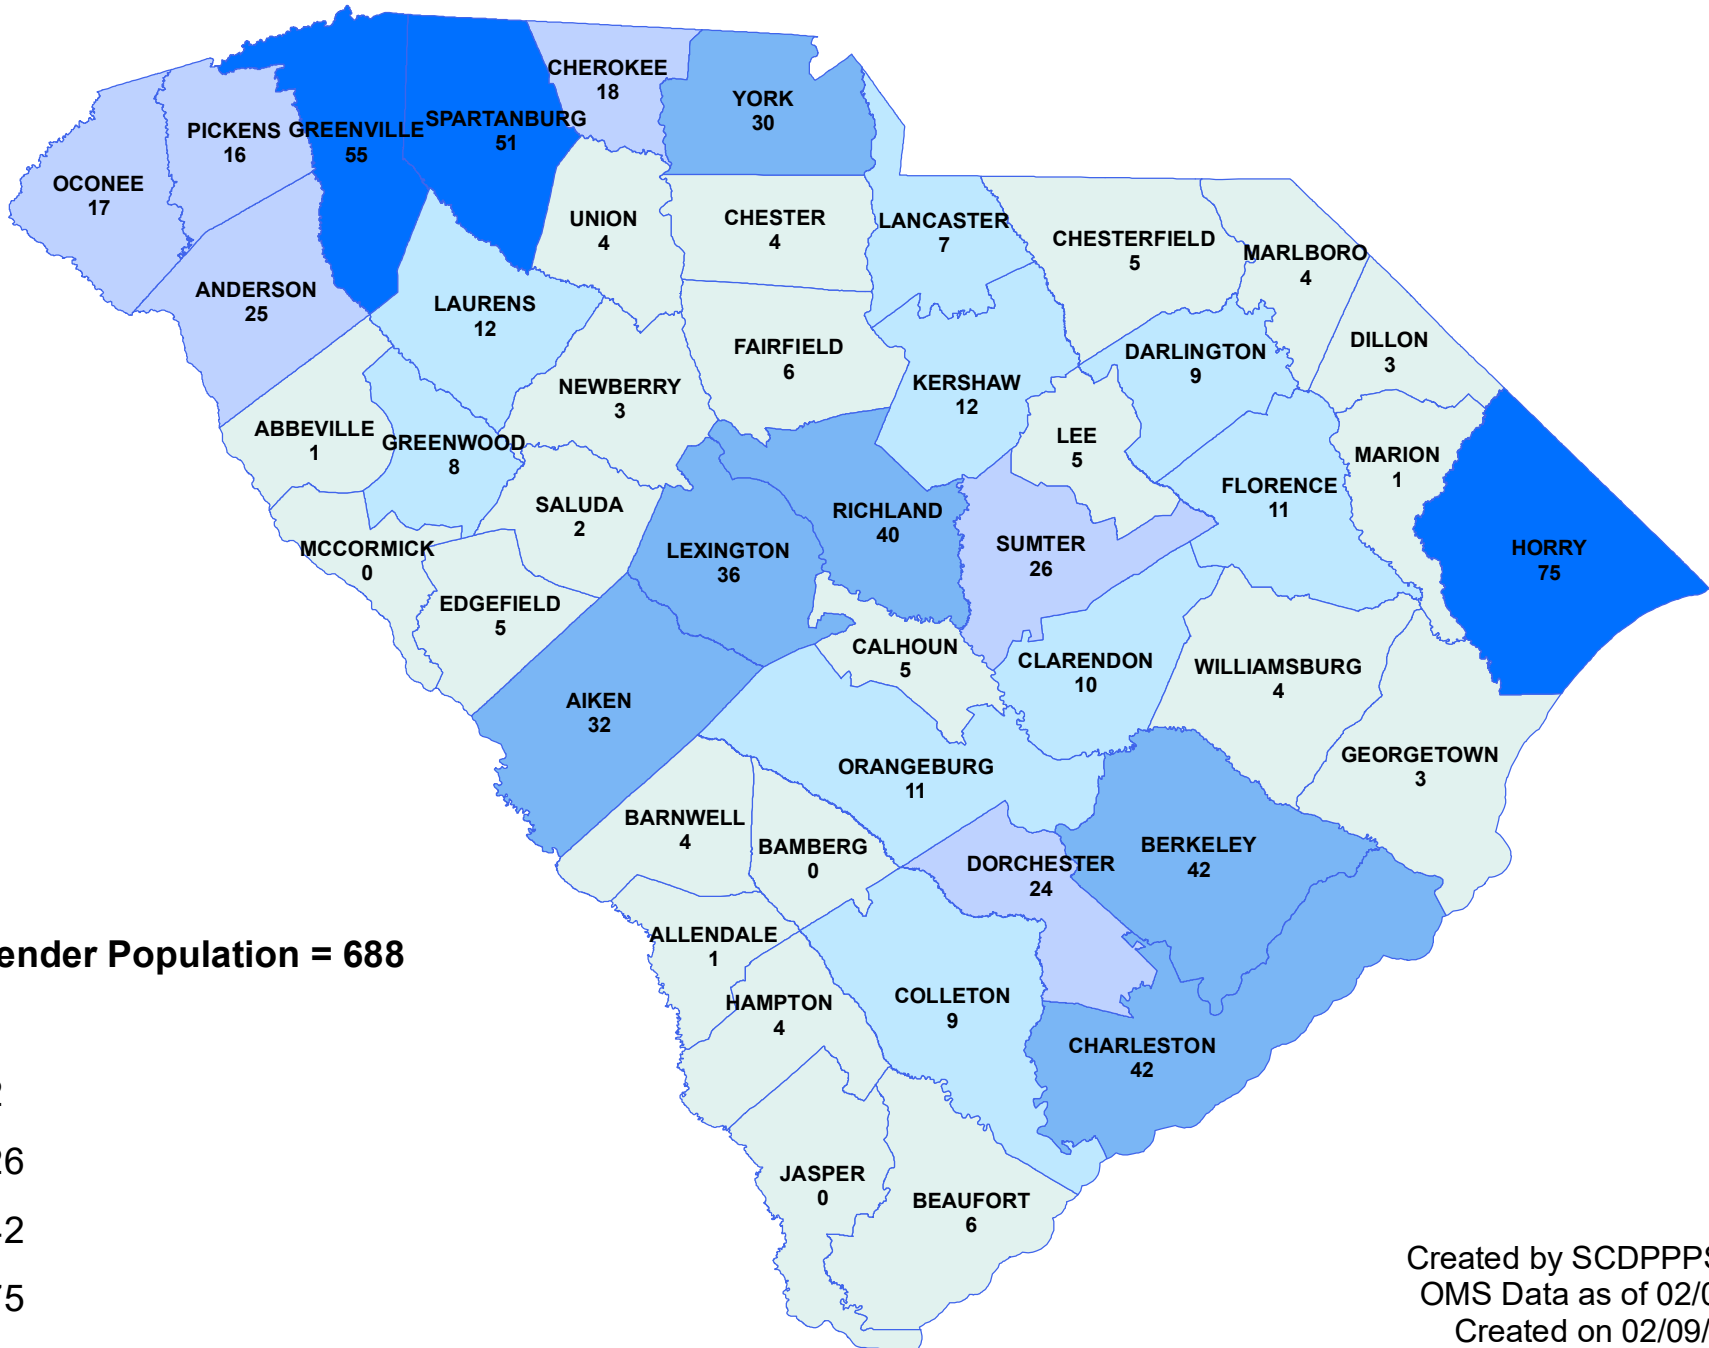 CHEROKEE
18
YORK
30
SPARTANBURG
51
PICKENS
16
GREENVILLE
55
OCONEE
17
UNION
4
CHESTER
4
LANCASTER
7
CHESTERFIELD
5
MARLBORO
4
ANDERSON
25
LAURENS
12
FAIRFIELD
6
DARLINGTON
9
DILLON
3
NEWBERRY
3
KERSHAW
12
ABBEVILLE
1
GREENWOOD
8
LEE
5
MARION
1
SALUDA
2
RICHLAND
40
FLORENCE
11
MCCORMICK
0
LEXINGTON
36
SUMTER
26
HORRY
75
EDGEFIELD
5
CALHOUN
5
CLARENDON
10
WILLIAMSBURG
4
AIKEN
32
ORANGEBURG
11
GEORGETOWN
3
BARNWELL
4
BAMBERG
0
DORCHESTER
24
BERKELEY
42
ALLENDALE
1
ender Population = 688
HAMPTON
4
COLLETON
9
CHARLESTON
42
26
JASPER
0
BEAUFORT
6
Created by SCDPPP
OMS Data as of 02/0
Created on 02/09/